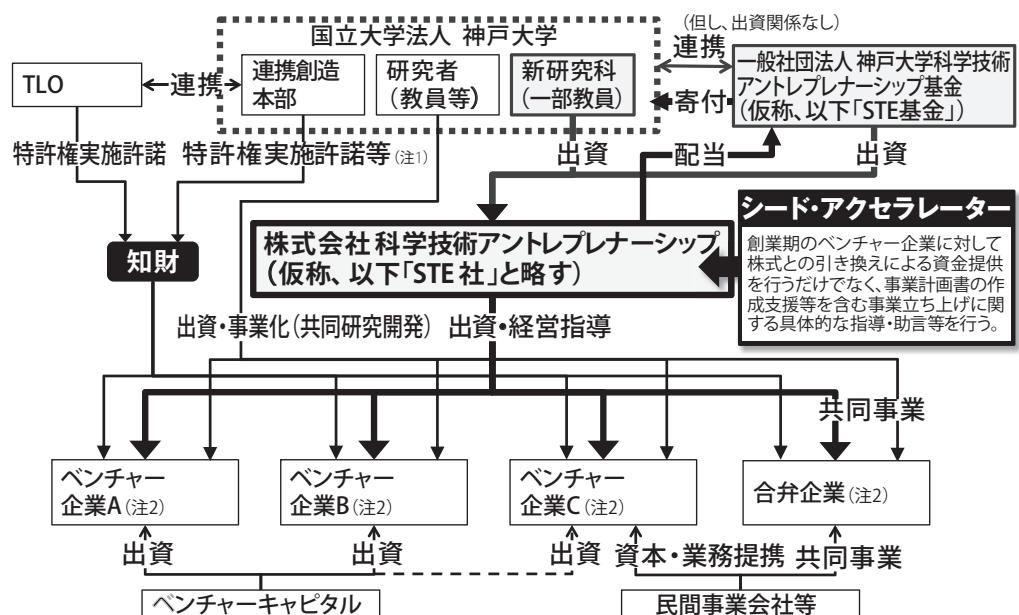 (但し、出資関係なし)
国立大学法人 神戸大学
連携
TLO
連携
連携創造
本部
研究者
(教員等)
新研究科
(一部教員)
一般社団法人 神戸大学科学技術
アントレプレナーシップ基金
(仮称、以下「STE基金」)
寄付
特許権実施許諾
特許権実施許諾等(注1)
出資
配当
出資
知財
株式会社 科学技術アントレプレナーシップ
(仮称、以下「STE社」と略す)
シード・アクセラレーター
創業期のベンチャー企業に対して
株式との引き換えによる資金提供
を行うだけでなく、事業計画書の作
成支援等を含む事業立ち上げに関
する具体的な指導・助言等を行う。
出資・事業化(共同研究開発)
出資・経営指導
共同事業
ベンチャー
企業A(注2)
ベンチャー
企業B(注2)
ベンチャー
企業C(注2)
合弁企業(注2)
出資
出資
出資
資本・業務提携
共同事業
ベンチャーキャピタル
民間事業会社等